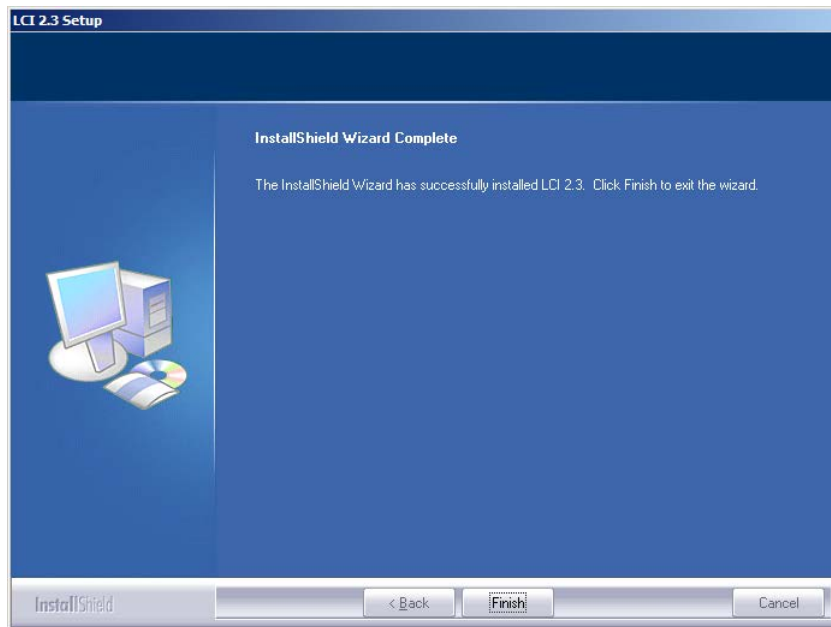 LCI 2.3 Setup
InstallShield Wizard Complete
The InstallShield Wizard has successfully installed LCI 2.3. Click Finish to exit the wizard.
InstallShield
< Back
Finish
Cancel